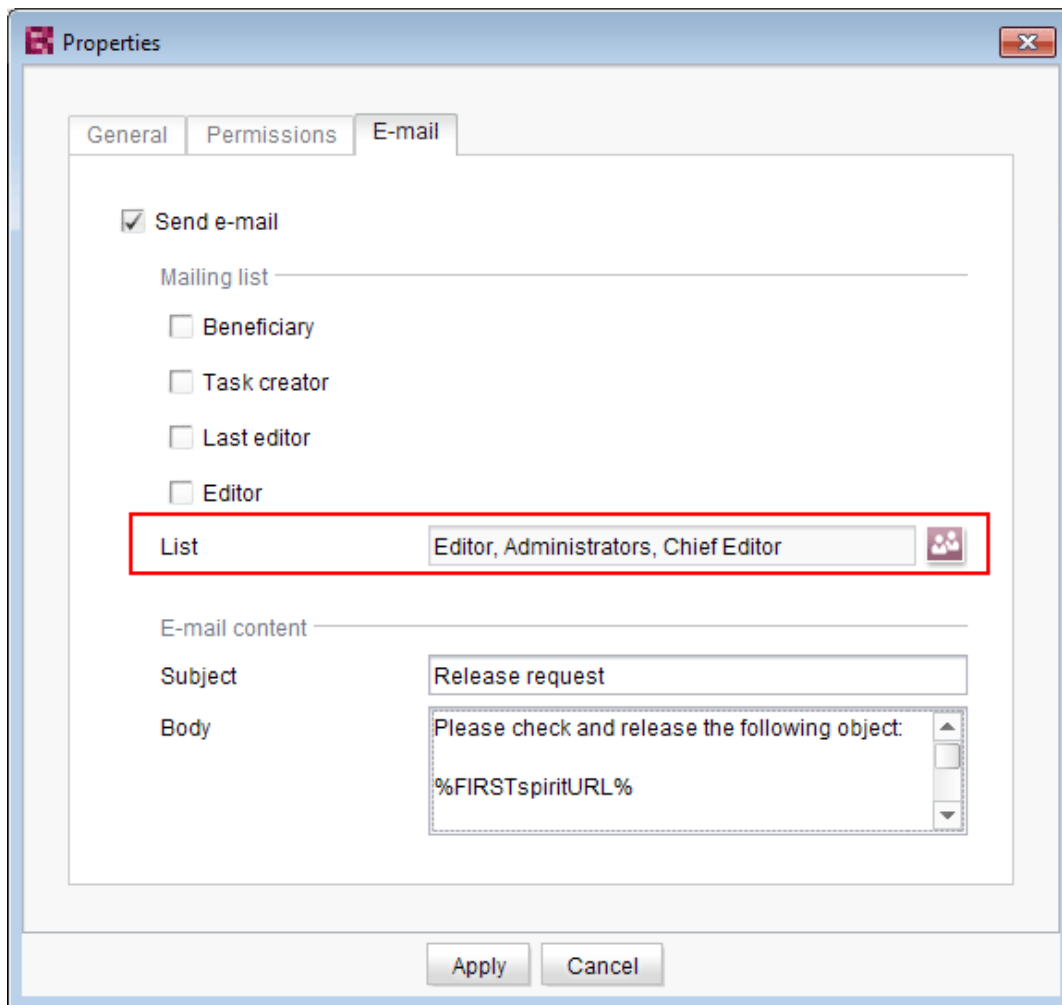 Properties
General Permissions E-mail
Send e-mail
Mailing list
Beneficiary
Task creator
Last editor
Editor
List Editor, Administrators, Chief Editor
E-mail content
Subject Release request
Body Please check and release the following object:
%FIRSTspiritURL%
Apply Cancel